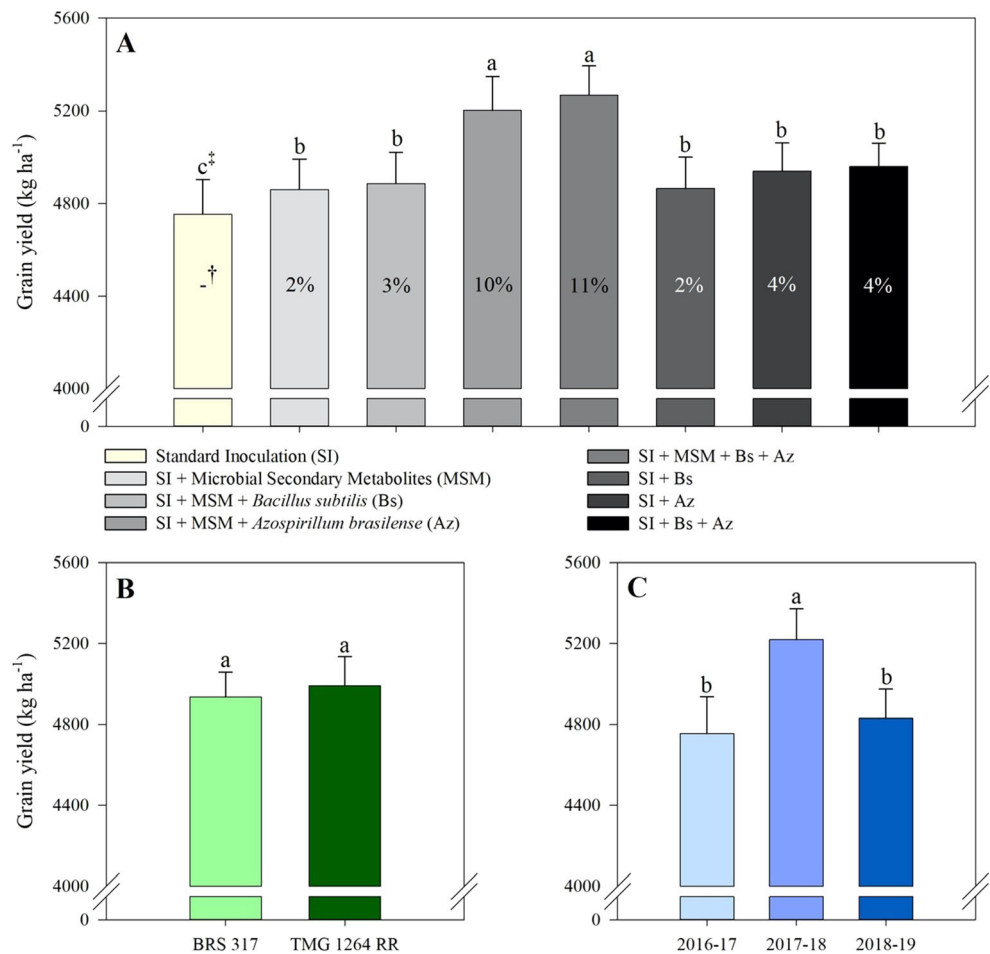 A
Grain yield (kg ha⁻¹)
5600
5200
4800
4400
4000
0
c‡
b
b
a
a
b
b
b
-†
2%
3%
10%
11%
2%
4%
4%
Standard Inoculation (SI)
SI + Microbial Secondary Metabolites (MSM)
SI + MSM + Bacillus subtilis (Bs)
SI + MSM + Azospirillum brasilense (Az)
SI + MSM + Bs + Az
SI + Bs
SI + Az
SI + Bs + Az
B
Grain yield (kg ha⁻¹)
5600
5200
4800
4400
4000
0
a
a
BRS 317
TMG 1264 RR
C
5600
5200
4800
4400
4000
0
b
a
b
2016-17
2017-18
2018-19